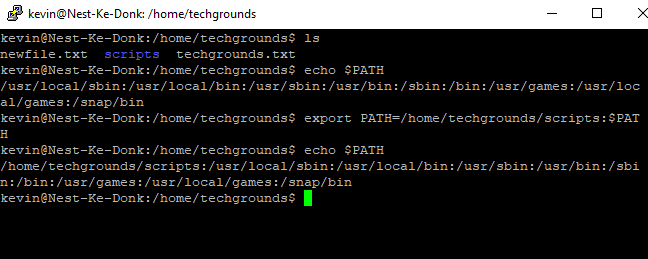 kevin@Nest-Ke-Donk: /home/techgrounds
kevin@Nest-Ke-Donk:/home/techgrounds$ ls
newfile.txt  scripts  techgrounds.txt
kevin@Nest-Ke-Donk:/home/techgrounds$ echo $PATH
/usr/local/sbin:/usr/local/bin:/usr/sbin:/usr/bin:/sbin:/bin:/usr/games:/usr/loc
al/games:/snap/bin
kevin@Nest-Ke-Donk:/home/techgrounds$ export PATH=/home/techgrounds/scripts:$PAT
H
kevin@Nest-Ke-Donk:/home/techgrounds$ echo $PATH
/home/techgrounds/scripts:/usr/local/sbin:/usr/local/bin:/usr/sbin:/usr/bin:/sbi
n:/bin:/usr/games:/usr/local/games:/snap/bin
kevin@Nest-Ke-Donk:/home/techgrounds$